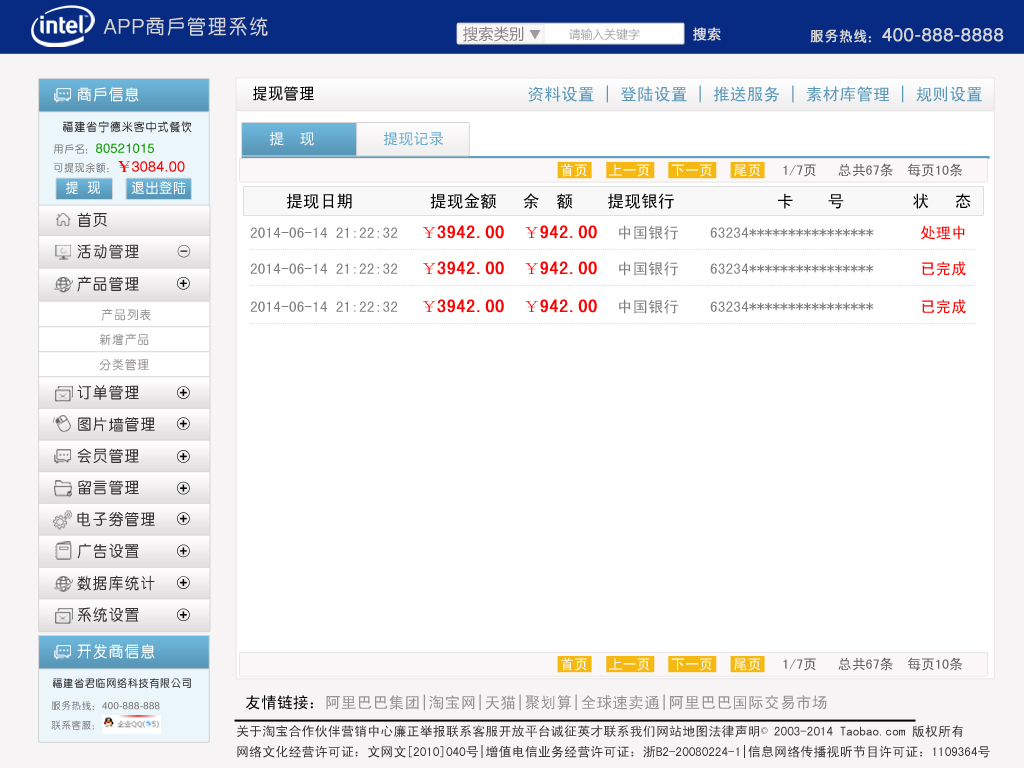 intel APP商戶管理系统
搜索类别▼ 请输入关键字 搜索
服务热线：400-888-8888
商戶信息
福建省宁德米客中式餐饮
用戶名：80521015
可提现余额：￥3084.00
提 现 退出登陆
首页
活动管理
产品管理
产品列表
新增产品
分类管理
订单管理
图片墙管理
会员管理
留言管理
电子劵管理
广告设置
数据库统计
系统设置
开发商信息
福建省君临网络科技有限公司
服务热线：400-888-888
联系客服：企业QQ(5/5)
提现管理
资料设置 | 登陆设置 | 推送服务 | 素材库管理 | 规则设置
提 现 提现记录
首页 上一页 下一页 尾页 1/7页 总共67条 每页10条
提现日期 提现金额 余 额 提现银行 卡 号 状 态
2014-06-14 21:22:32 ￥3942.00 ￥942.00 中国银行 63234**************** 处理中
2014-06-14 21:22:32 ￥3942.00 ￥942.00 中国银行 63234**************** 已完成
2014-06-14 21:22:32 ￥3942.00 ￥942.00 中国银行 63234**************** 已完成
首页 上一页 下一页 尾页 1/7页 总共67条 每页10条
友情链接：阿里巴巴集团|淘宝网|天猫|聚划算|全球速卖通|阿里巴巴国际交易市场
关于淘宝合作伙伴营销中心廉正举报联系客服开放平台诚征英才联系我们网站地图法律声明© 2003-2014 Taobao.com 版权所有
网络文化经营许可证：文网文[2010]040号|增值电信业务经营许可证：浙B2-20080224-1|信息网络传播视听节目许可证：1109364号